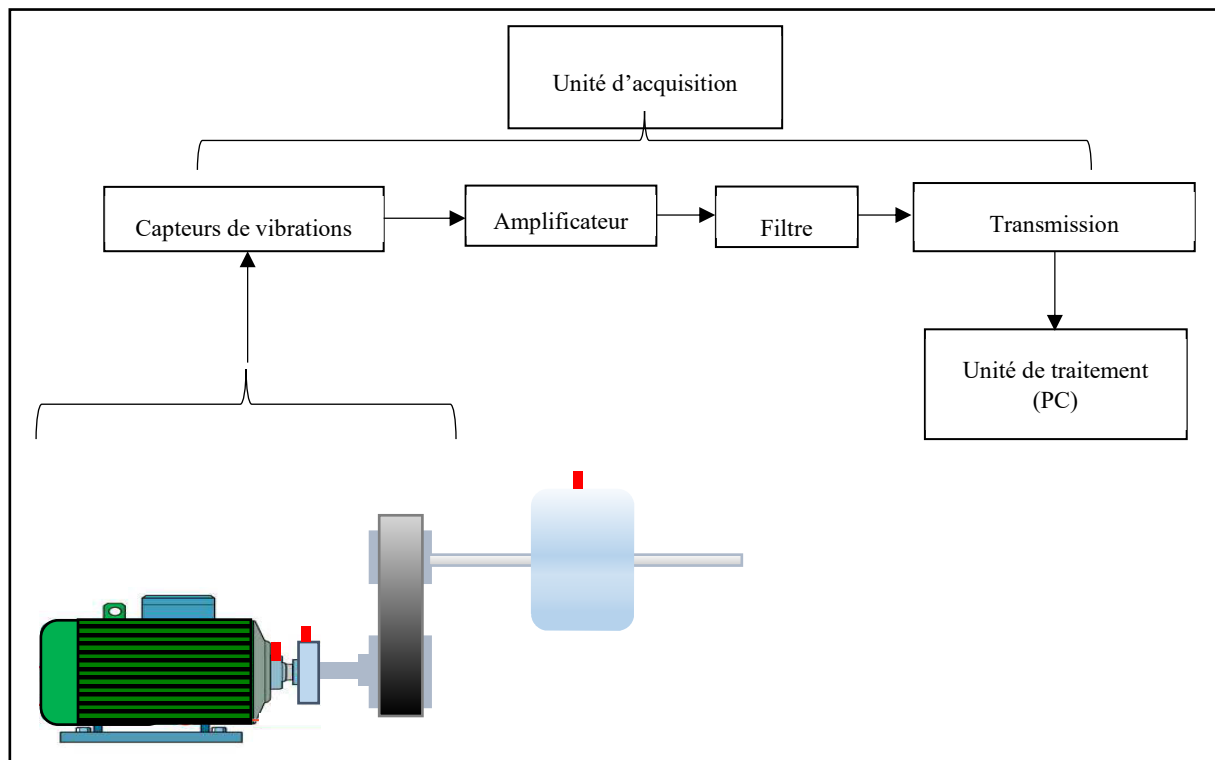 Unité d’acquisition
Capteurs de vibrations
Amplificateur
Filtre
Transmission
Unité de traitement
(PC)